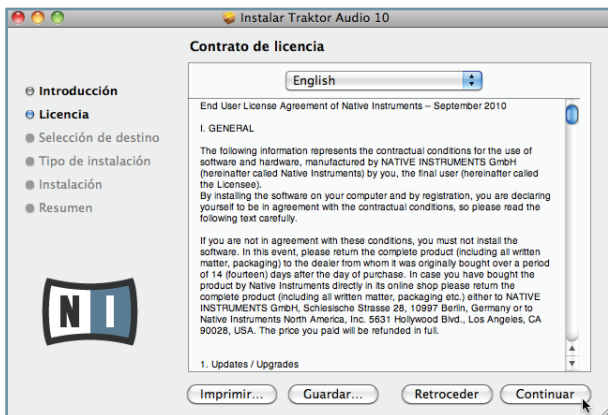 Instalar Traktor Audio 10
Contrato de licencia
Introducción
Licencia
Selección de destino
Tipo de instalación
Instalación
Resumen
English
End User License Agreement of Native Instruments – September 2010
I. GENERAL
The following information represents the contractual conditions for the use of
software and hardware, manufactured by NATIVE INSTRUMENTS GmbH
(hereinafter called Native Instruments) by you, the final user (hereinafter called
the Licensee).
By installing the software on your computer and by registration, you are declaring
yourself to be in agreement with the contractual conditions, so please read the
following text carefully.
If you are not in agreement with these conditions, you must not install the
software. In this event, please return the complete product (including all written
matter, packaging) to the dealer from whom it was originally bought over a period
of 14 (fourteen) days after the day of purchase. In case you have bought the
product by Native Instruments directly in its online shop please return the
complete product (including all written matter, packaging etc.) either to NATIVE
INSTRUMENTS GmbH, Schlesische Strasse 28, 10997 Berlin, Germany or to
Native Instruments North America, Inc. 5631 Hollywood Blvd., Los Angeles, CA
90028, USA. The price you paid will be refunded in full.
1. Updates / Upgrades
NI
Imprimir... Guardar... Retroceder Continuar